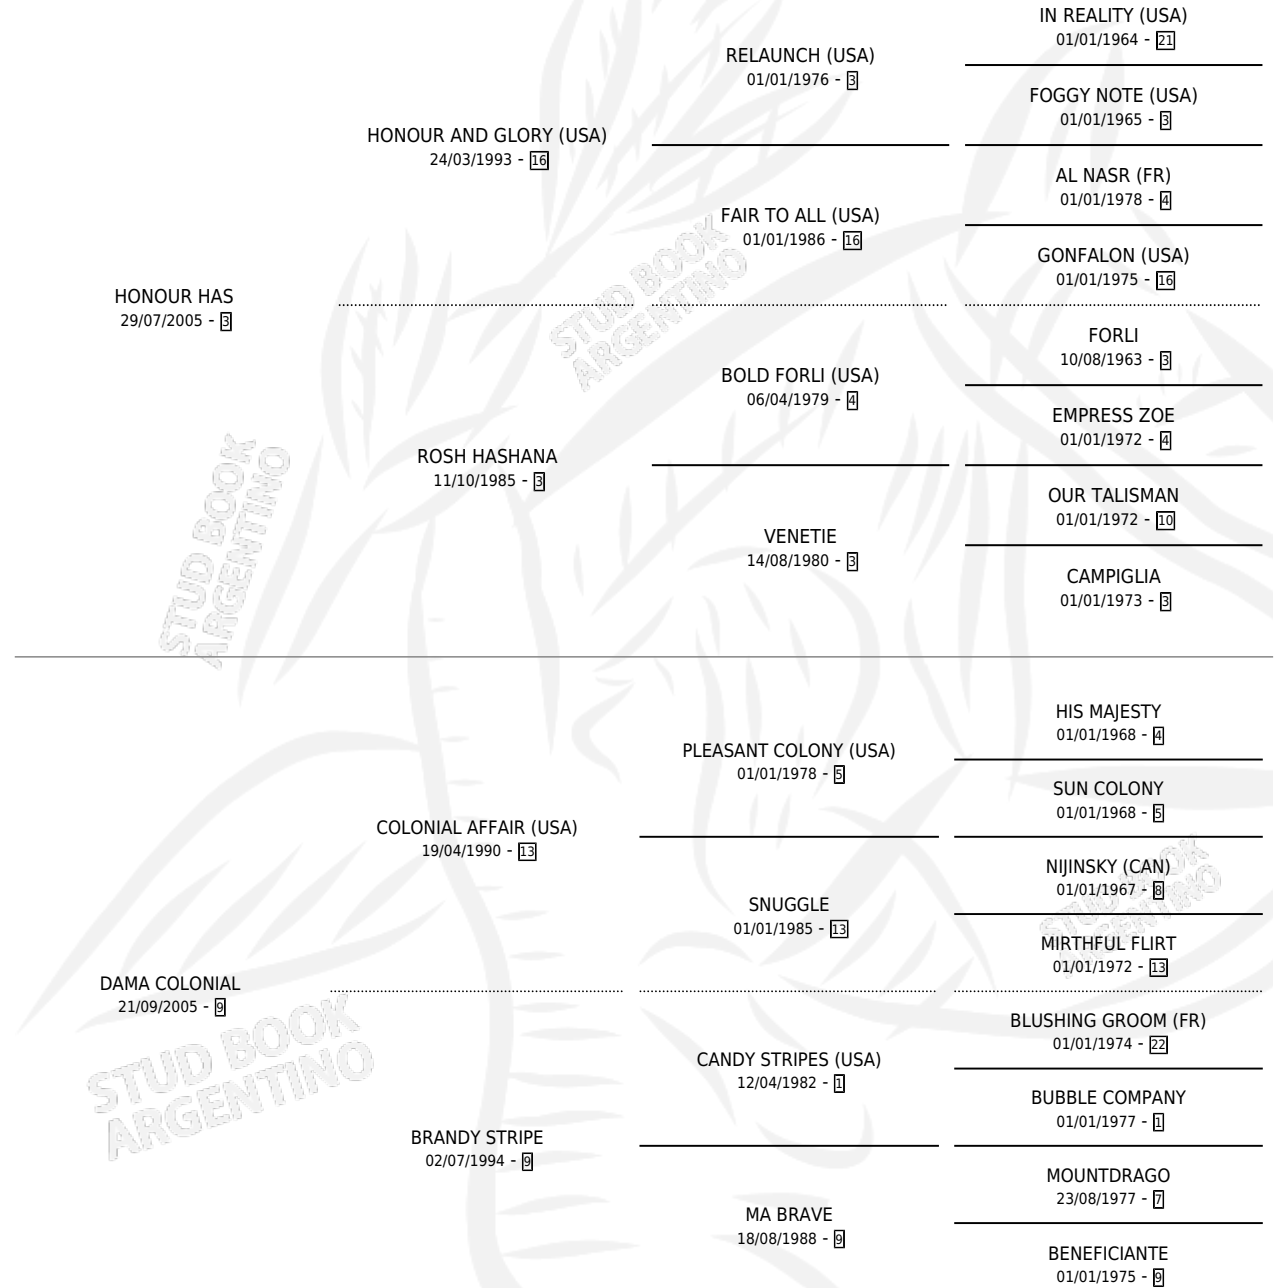 IN REALITY (USA)
01/01/1964 - 21
RELAUNCH (USA)
01/01/1976 - 3
FOGGY NOTE (USA)
01/01/1965 - 3
HONOUR AND GLORY (USA)
24/03/1993 - 16
AL NASR (FR)
01/01/1978 - 4
FAIR TO ALL (USA)
01/01/1986 - 16
GONFALON (USA)
01/01/1975 - 16
HONOUR HAS
29/07/2005 - 3
STUD BOOK
ARGENTINO
FORLI
10/08/1963 - 3
BOLD FORLI (USA)
06/04/1979 - 4
EMPRESS ZOE
01/01/1972 - 4
ROSH HASHANA
11/10/1985 - 3
OUR TALISMAN
01/01/1972 - 10
VENETIE
14/08/1980 - 3
CAMPIGLIA
01/01/1973 - 3
STUD BOOK
ARGENTINO
HIS MAJESTY
01/01/1968 - 4
PLEASANT COLONY (USA)
01/01/1978 - 5
SUN COLONY
01/01/1968 - 5
COLONIAL AFFAIR (USA)
19/04/1990 - 13
NIJINSKY (CAN)
01/01/1967 - 8
SNUGGLE
01/01/1985 - 13
STUD BOOK
ARGENTINO
MIRTHFUL FLIRT
01/01/1972 - 13
DAMA COLONIAL
21/09/2005 - 9
BLUSHING GROOM (FR)
01/01/1974 - 22
STUD BOOK
ARGENTINO
CANDY STRIPES (USA)
12/04/1982 - 1
BUBBLE COMPANY
01/01/1977 - 1
BRANDY STRIPE
02/07/1994 - 9
MOUNTDRAGO
23/08/1977 - 7
MA BRAVE
18/08/1988 - 9
BENEFICIANTE
01/01/1975 - 9